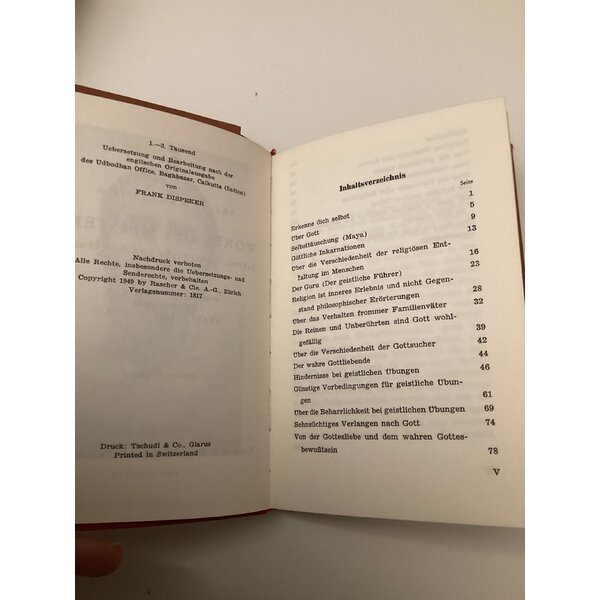 1.—3. Tausend
Uebersetzung und Bearbeitung nach der
englischen Originalausgabe
des Udbodhan Office, Baghbazar, Calkutta (Indien)
von
FRANK DISPEKER
Nachdruck verboten
Alle Rechte, insbesondere die Uebersetzungs- und
Senderechte, vorbehalten
Copyright 1949 by Rascher & Cie. A.-G., Zürich
Verlagsnummer: 1817
Druck: Tschudi & Co., Glarus
Printed in Switzerland
Inhaltsverzeichnis
Seite
Erkenne dich selbst 1
Über Gott 5
Selbsttäuschung (Maya) 9
Göttliche Inkarnationen 13
Über die Verschiedenheit der religiösen Ent-
faltung im Menschen 16
Der Guru (Der geistliche Führer) 23
Religion ist inneres Erlebnis und nicht Gegen-
stand philosophischer Erörterungen 28
Über das Verhalten frommer Familienväter 32
Die Reinen und Unberührten sind Gott wohl-
gefällig 39
Über die Verschiedenheit der Gottsucher 42
Der wahre Gottliebende 44
Hindernisse bei geistlichen Übungen 46
Günstige Vorbedingungen für geistliche Übun-
gen 61
Über die Beharrlichkeit bei geistlichen Übungen 69
Sehnsüchtiges Verlangen nach Gott 74
Von der Gottesliebe und dem wahren Gottes-
bewußtsein 78
V